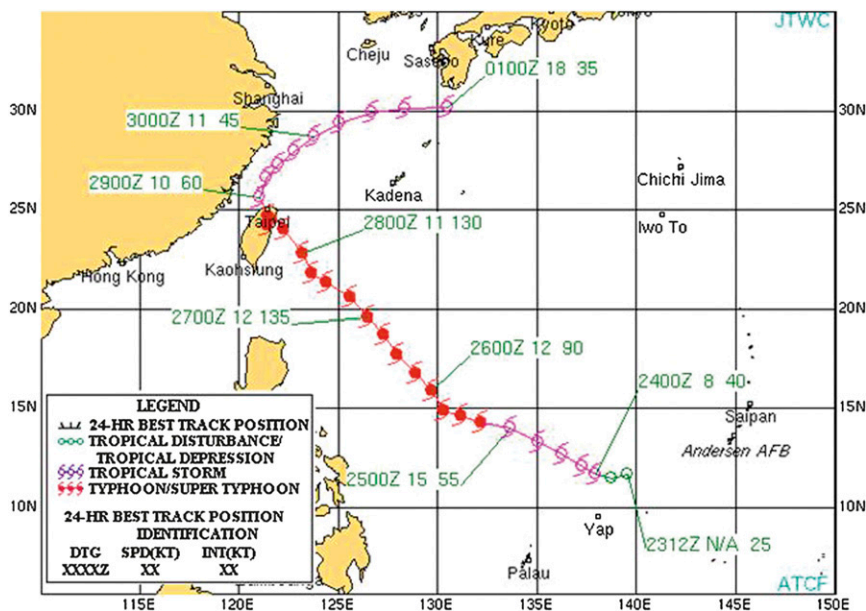 JTWC
Kyoto
Kure
Cheju
Sasebo
0100Z 18 35
30N
Shanghai
3000Z 11 45
2900Z 10 60
Kadena
Chichi Jima
25N
Taipei
2800Z 11 130
Iwo To
Hong Kong
Kaohsiung
20N
2700Z 12 135
2600Z 12 90
2400Z 8 40
15N
Saipan
Andersen AFB
2500Z 15 55
10N
Yap
2312Z N/A 25
Palau
ATCF
LEGEND
24-HR BEST TRACK POSITION
TROPICAL DISTURBANCE/
TROPICAL DEPRESSION
TROPICAL STORM
TYPHOON/SUPER TYPHOON
24-HR BEST TRACK POSITION
IDENTIFICATION
DTG SPD(KT) INT(KT)
XXXXZ XX XX
115E 120E 125E 130E 135E 140E 145E 150E